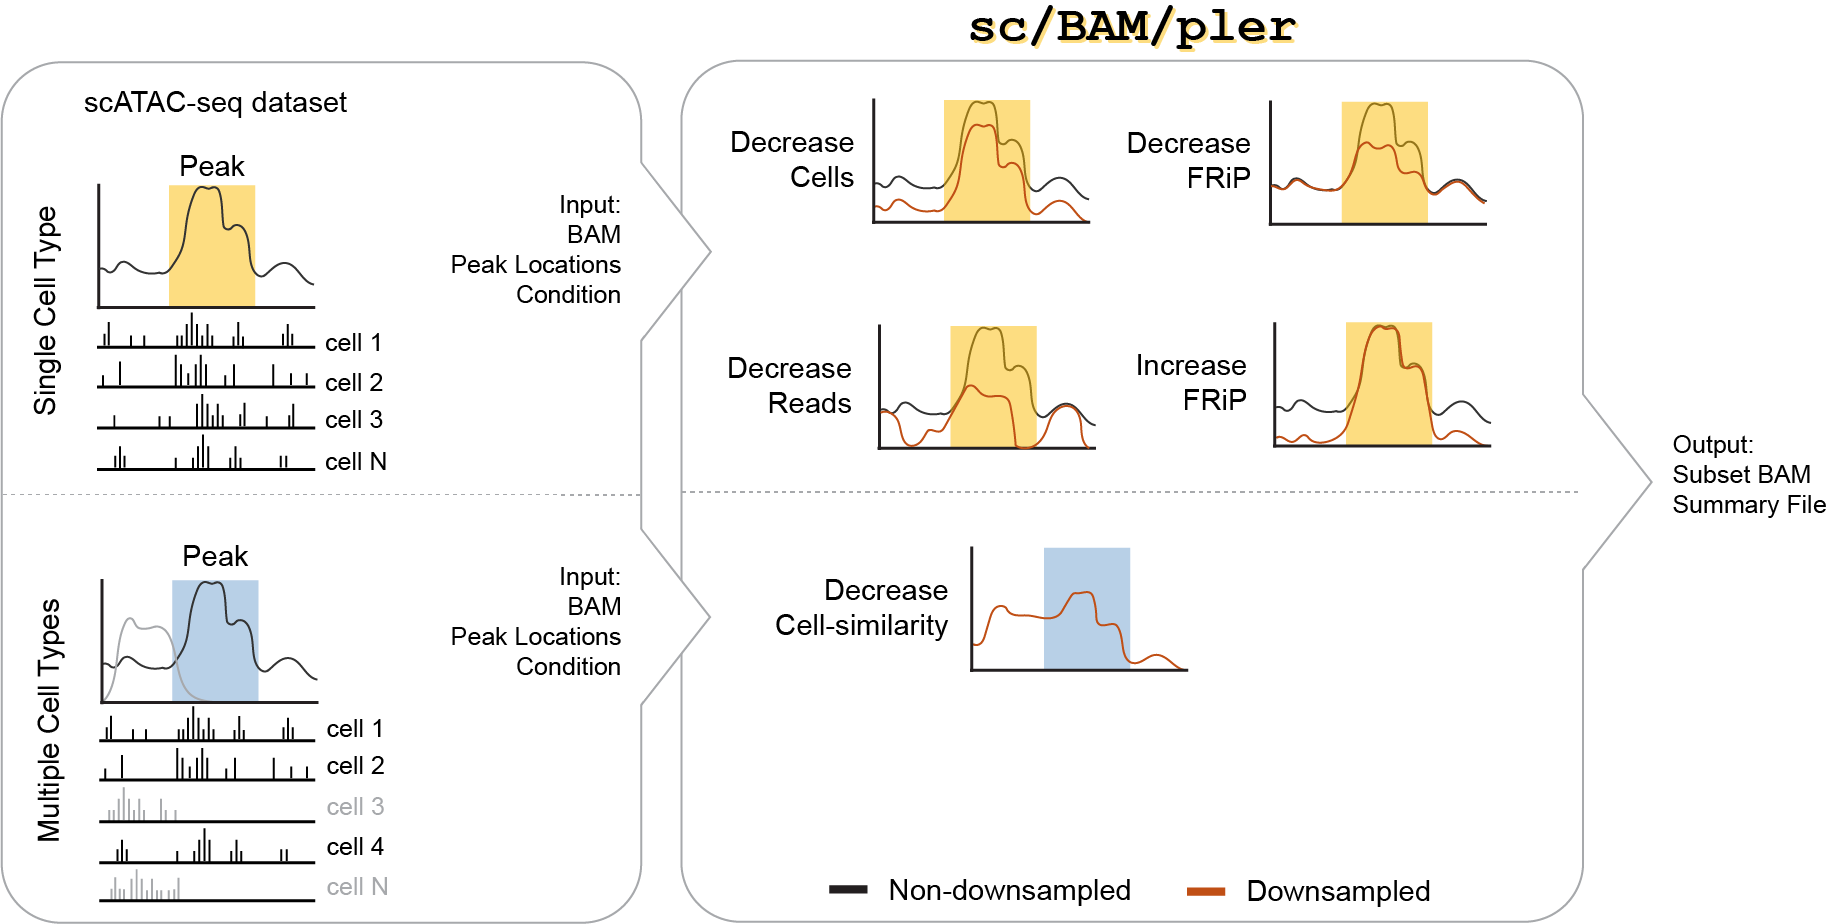 sc/BAM/pler
scATAC-seq dataset
Peak
Single Cell Type
cell 1
cell 2
cell 3
cell N
Input:
BAM
Peak Locations
Condition
Decrease
Cells
Decrease
FRiP
Decrease
Reads
Increase
FRiP
Peak
Multiple Cell Types
cell 1
cell 2
cell 3
cell 4
cell N
Input:
BAM
Peak Locations
Condition
Decrease
Cell-similarity
Non-downsampled
Downsampled
Output:
Subset BAM
Summary File